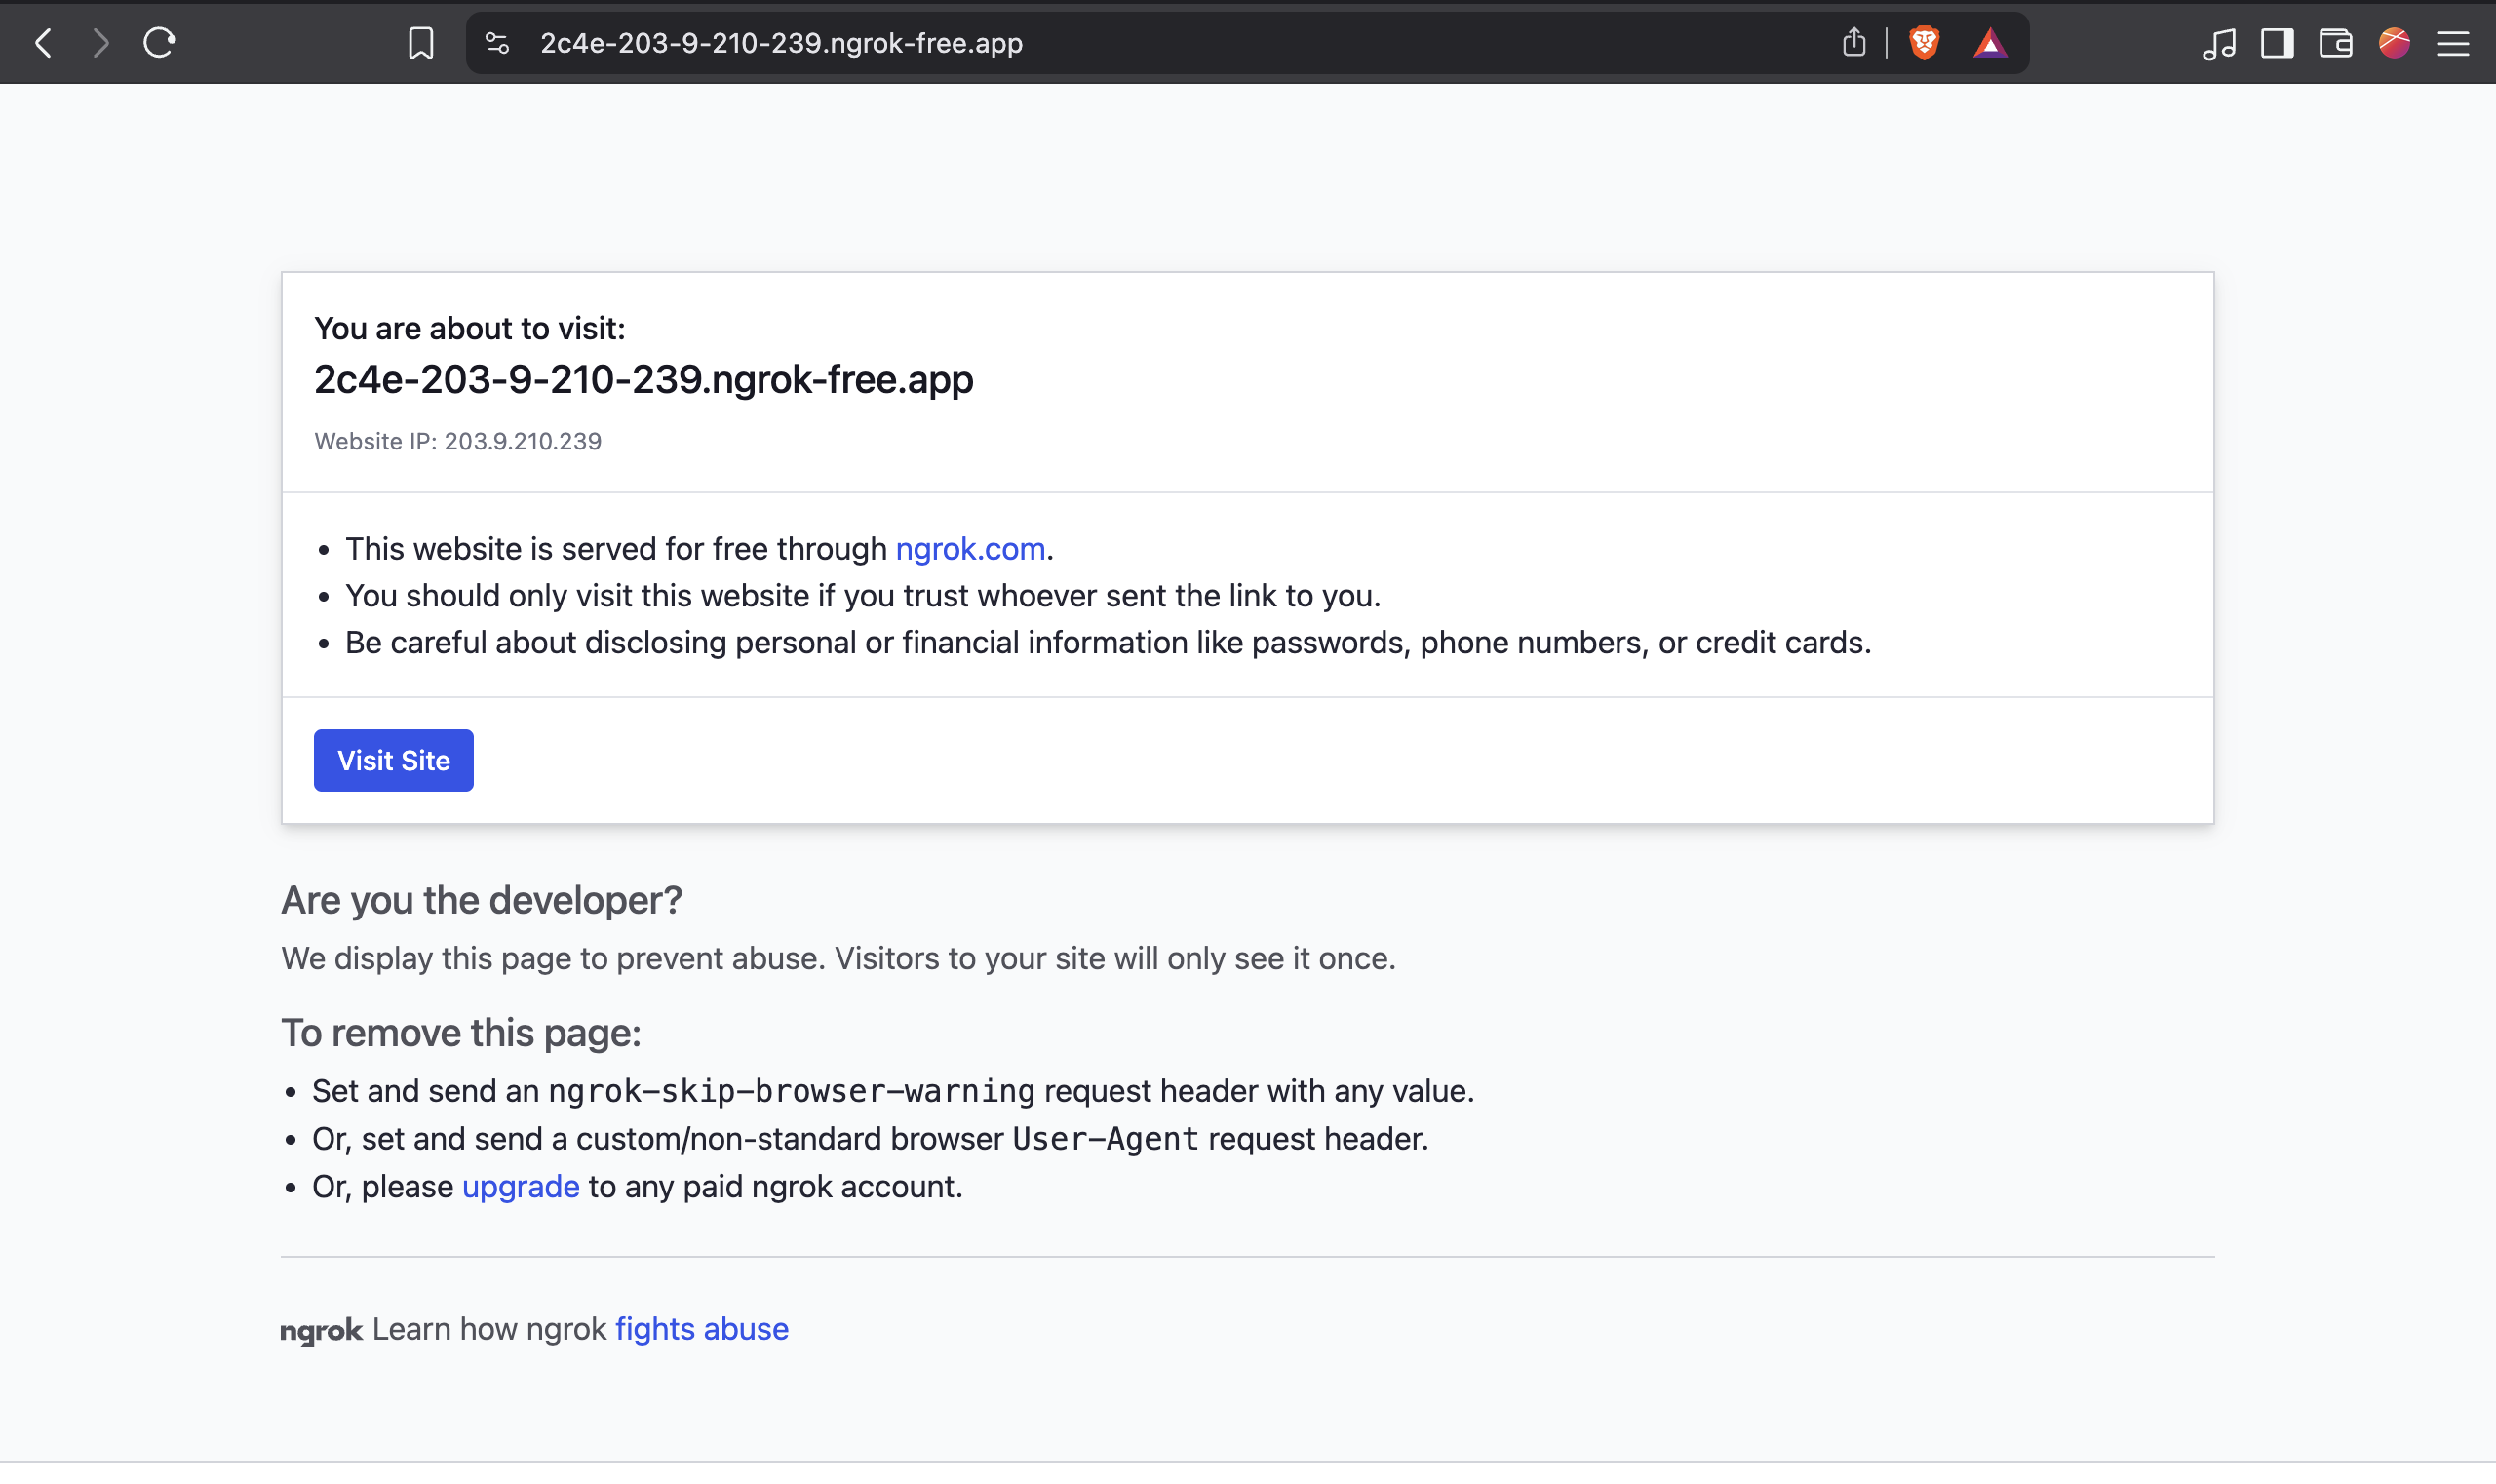 2c4e-203-9-210-239.ngrok-free.app
You are about to visit:
2c4e-203-9-210-239.ngrok-free.app
Website IP: 203.9.210.239
• This website is served for free through ngrok.com.
• You should only visit this website if you trust whoever sent the link to you.
• Be careful about disclosing personal or financial information like passwords, phone numbers, or credit cards.
Visit Site
Are you the developer?
We display this page to prevent abuse. Visitors to your site will only see it once.
To remove this page:
• Set and send an ngrok-skip-browser-warning request header with any value.
• Or, set and send a custom/non-standard browser User-Agent request header.
• Or, please upgrade to any paid ngrok account.
ngrok Learn how ngrok fights abuse